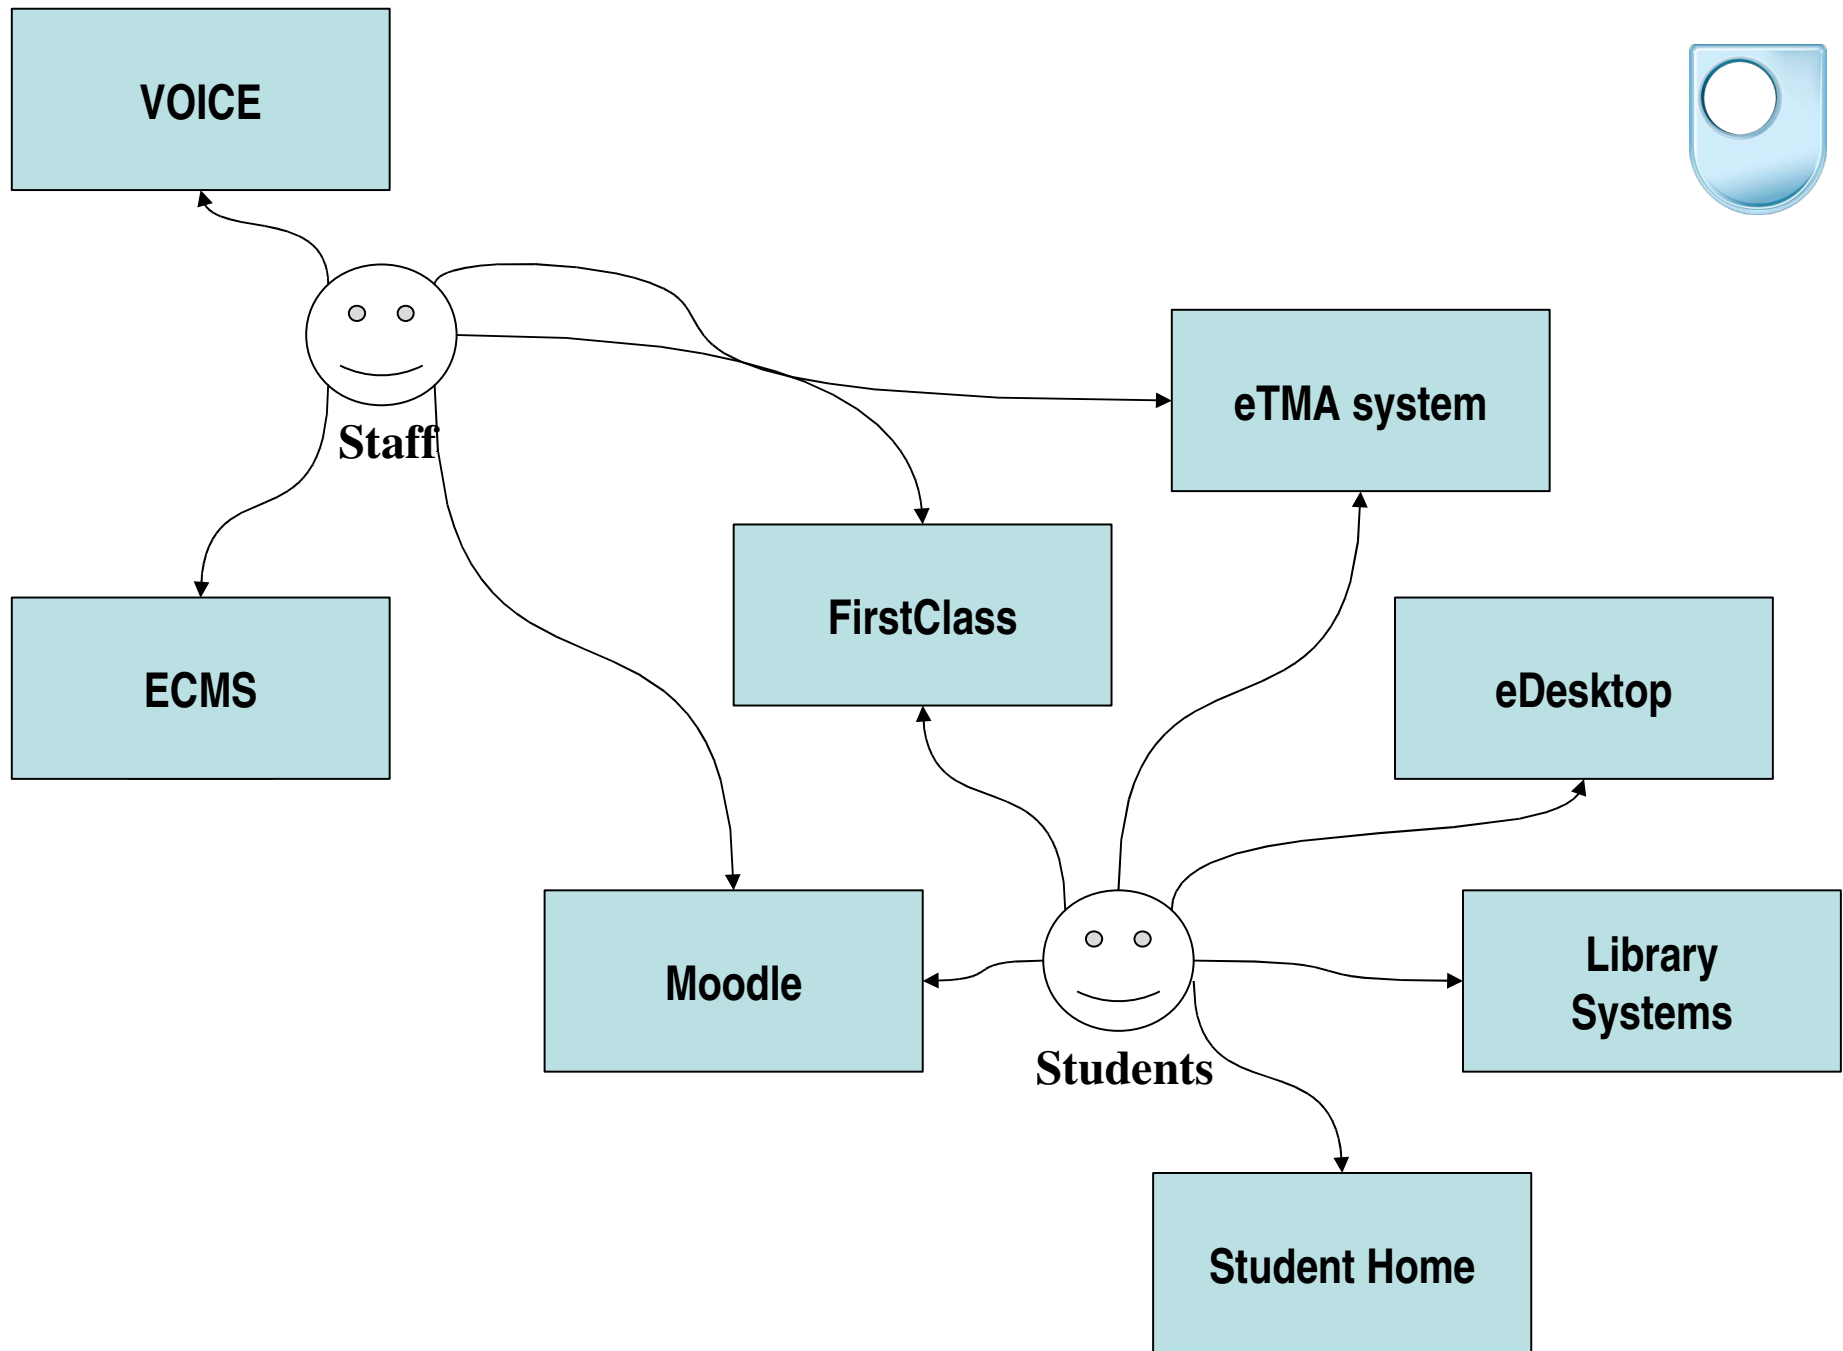 VOICE
Staff
eTMA system
FirstClass
ECMS
eDesktop
Moodle
Library
Systems
Students
Student Home